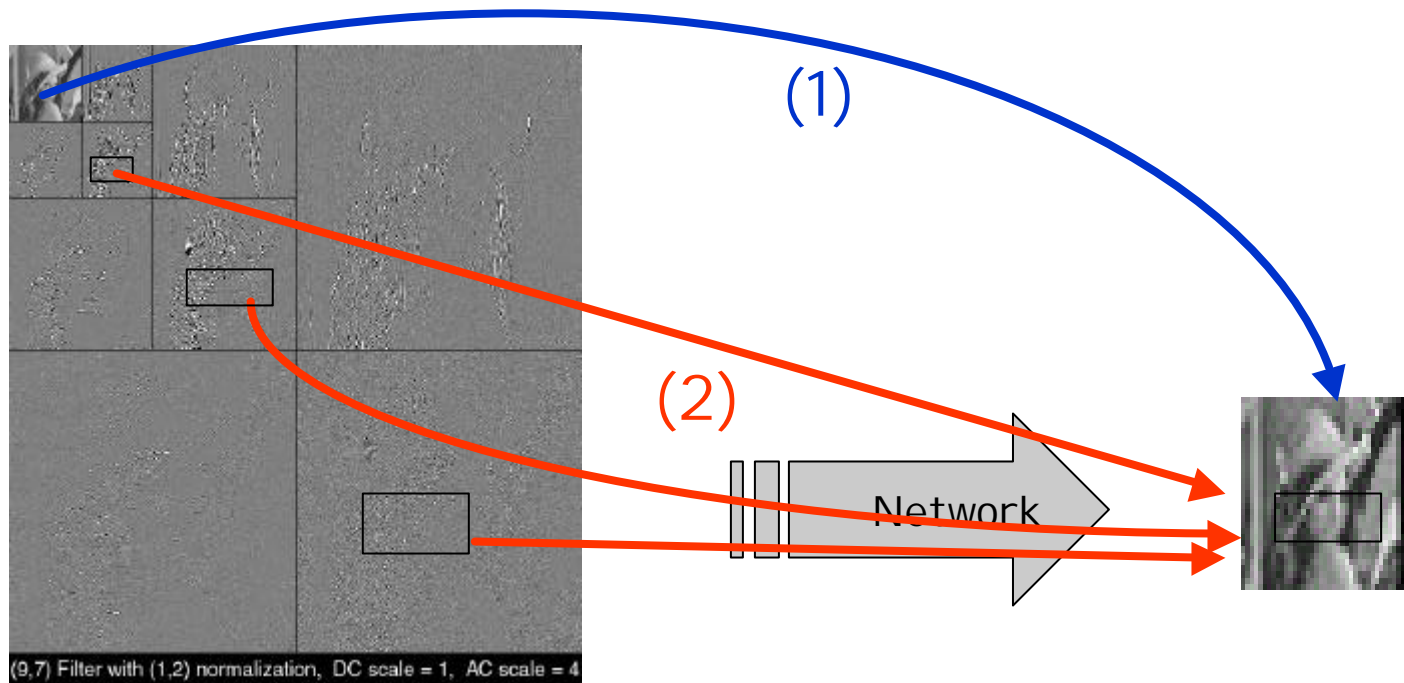 (1)
(2)
Network
(9,7) Filter with (1,2) normalization, DC scale = 1, AC scale = 4